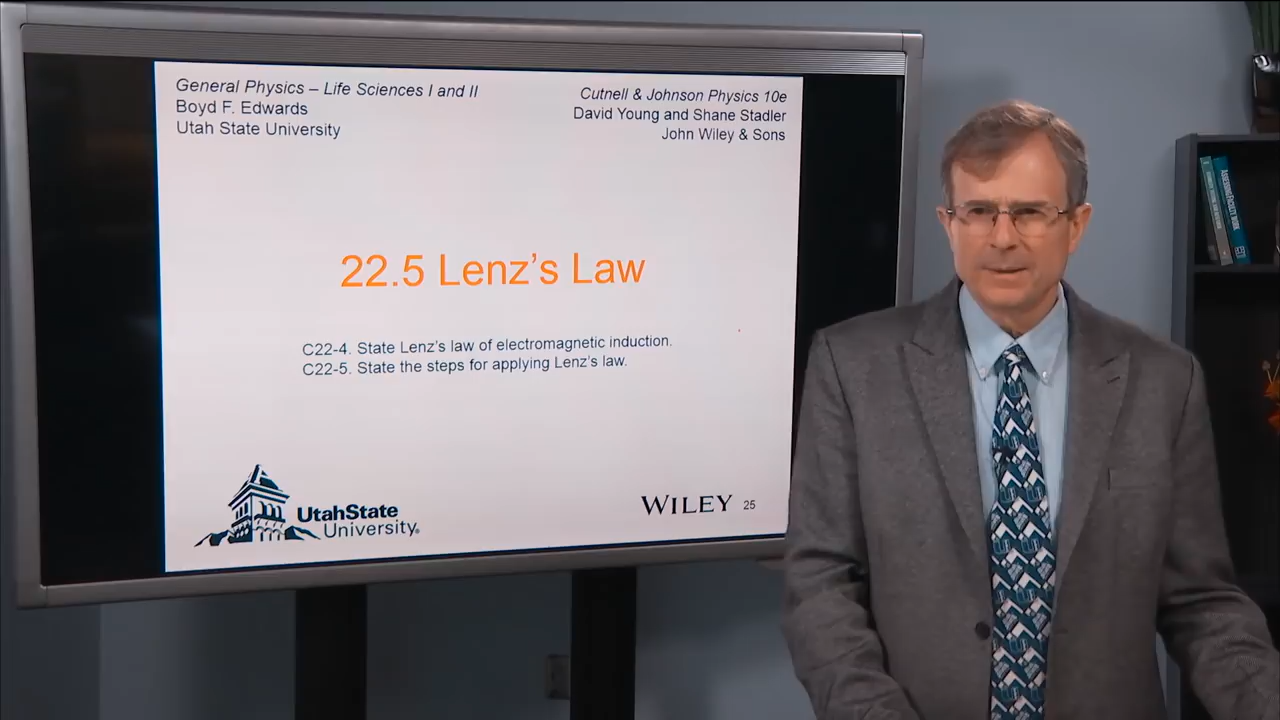 General Physics – Life Sciences I and II
Boyd F. Edwards
Utah State University
Cutnell & Johnson Physics 10e
David Young and Shane Stadler
John Wiley & Sons
22.5 Lenz's Law
C22-4. State Lenz's law of electromagnetic induction.
C22-5. State the steps for applying Lenz's law.
UtahState
University®
WILEY 25